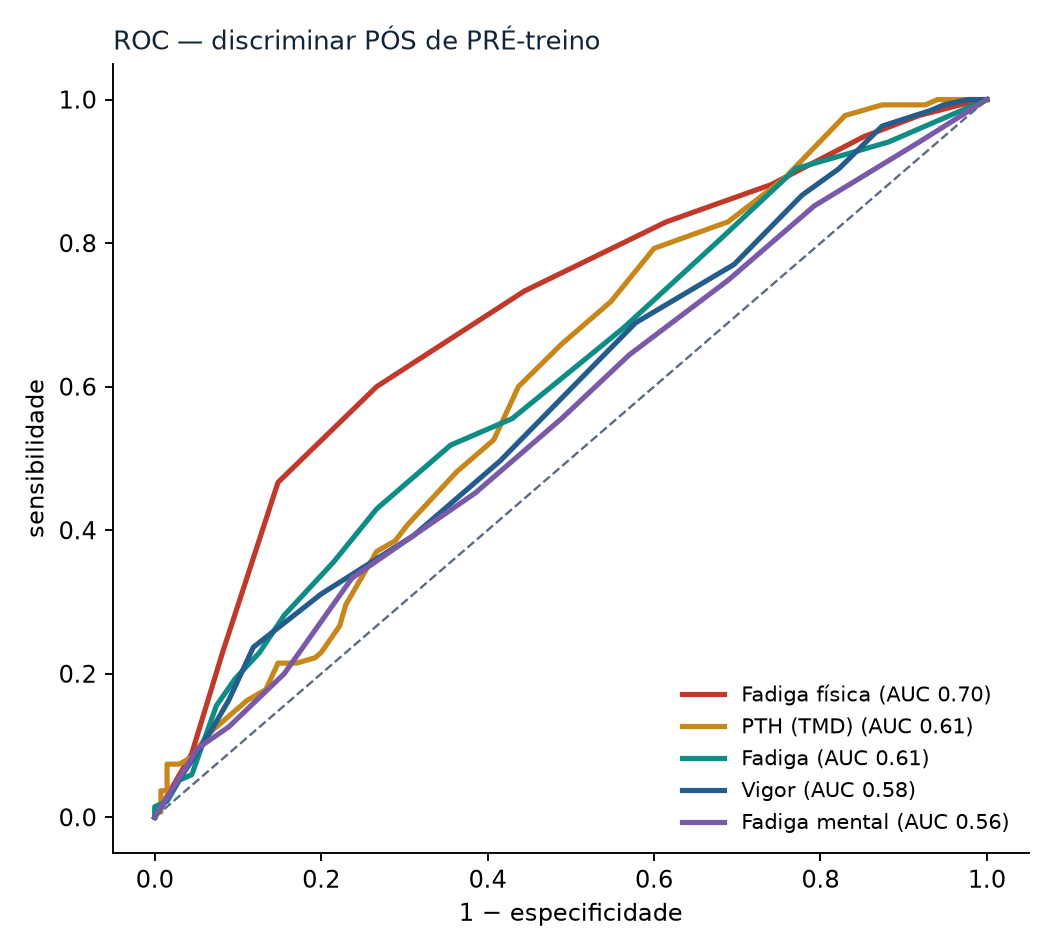 ROC — discriminar PÓS de PRÉ-treino
sensibilidade
1.0
0.8
0.6
0.4
0.2
0.0
Fadiga física (AUC 0.70)
PTH (TMD) (AUC 0.61)
Fadiga (AUC 0.61)
Vigor (AUC 0.58)
Fadiga mental (AUC 0.56)
0.0 0.2 0.4 0.6 0.8 1.0
1 − especificidade